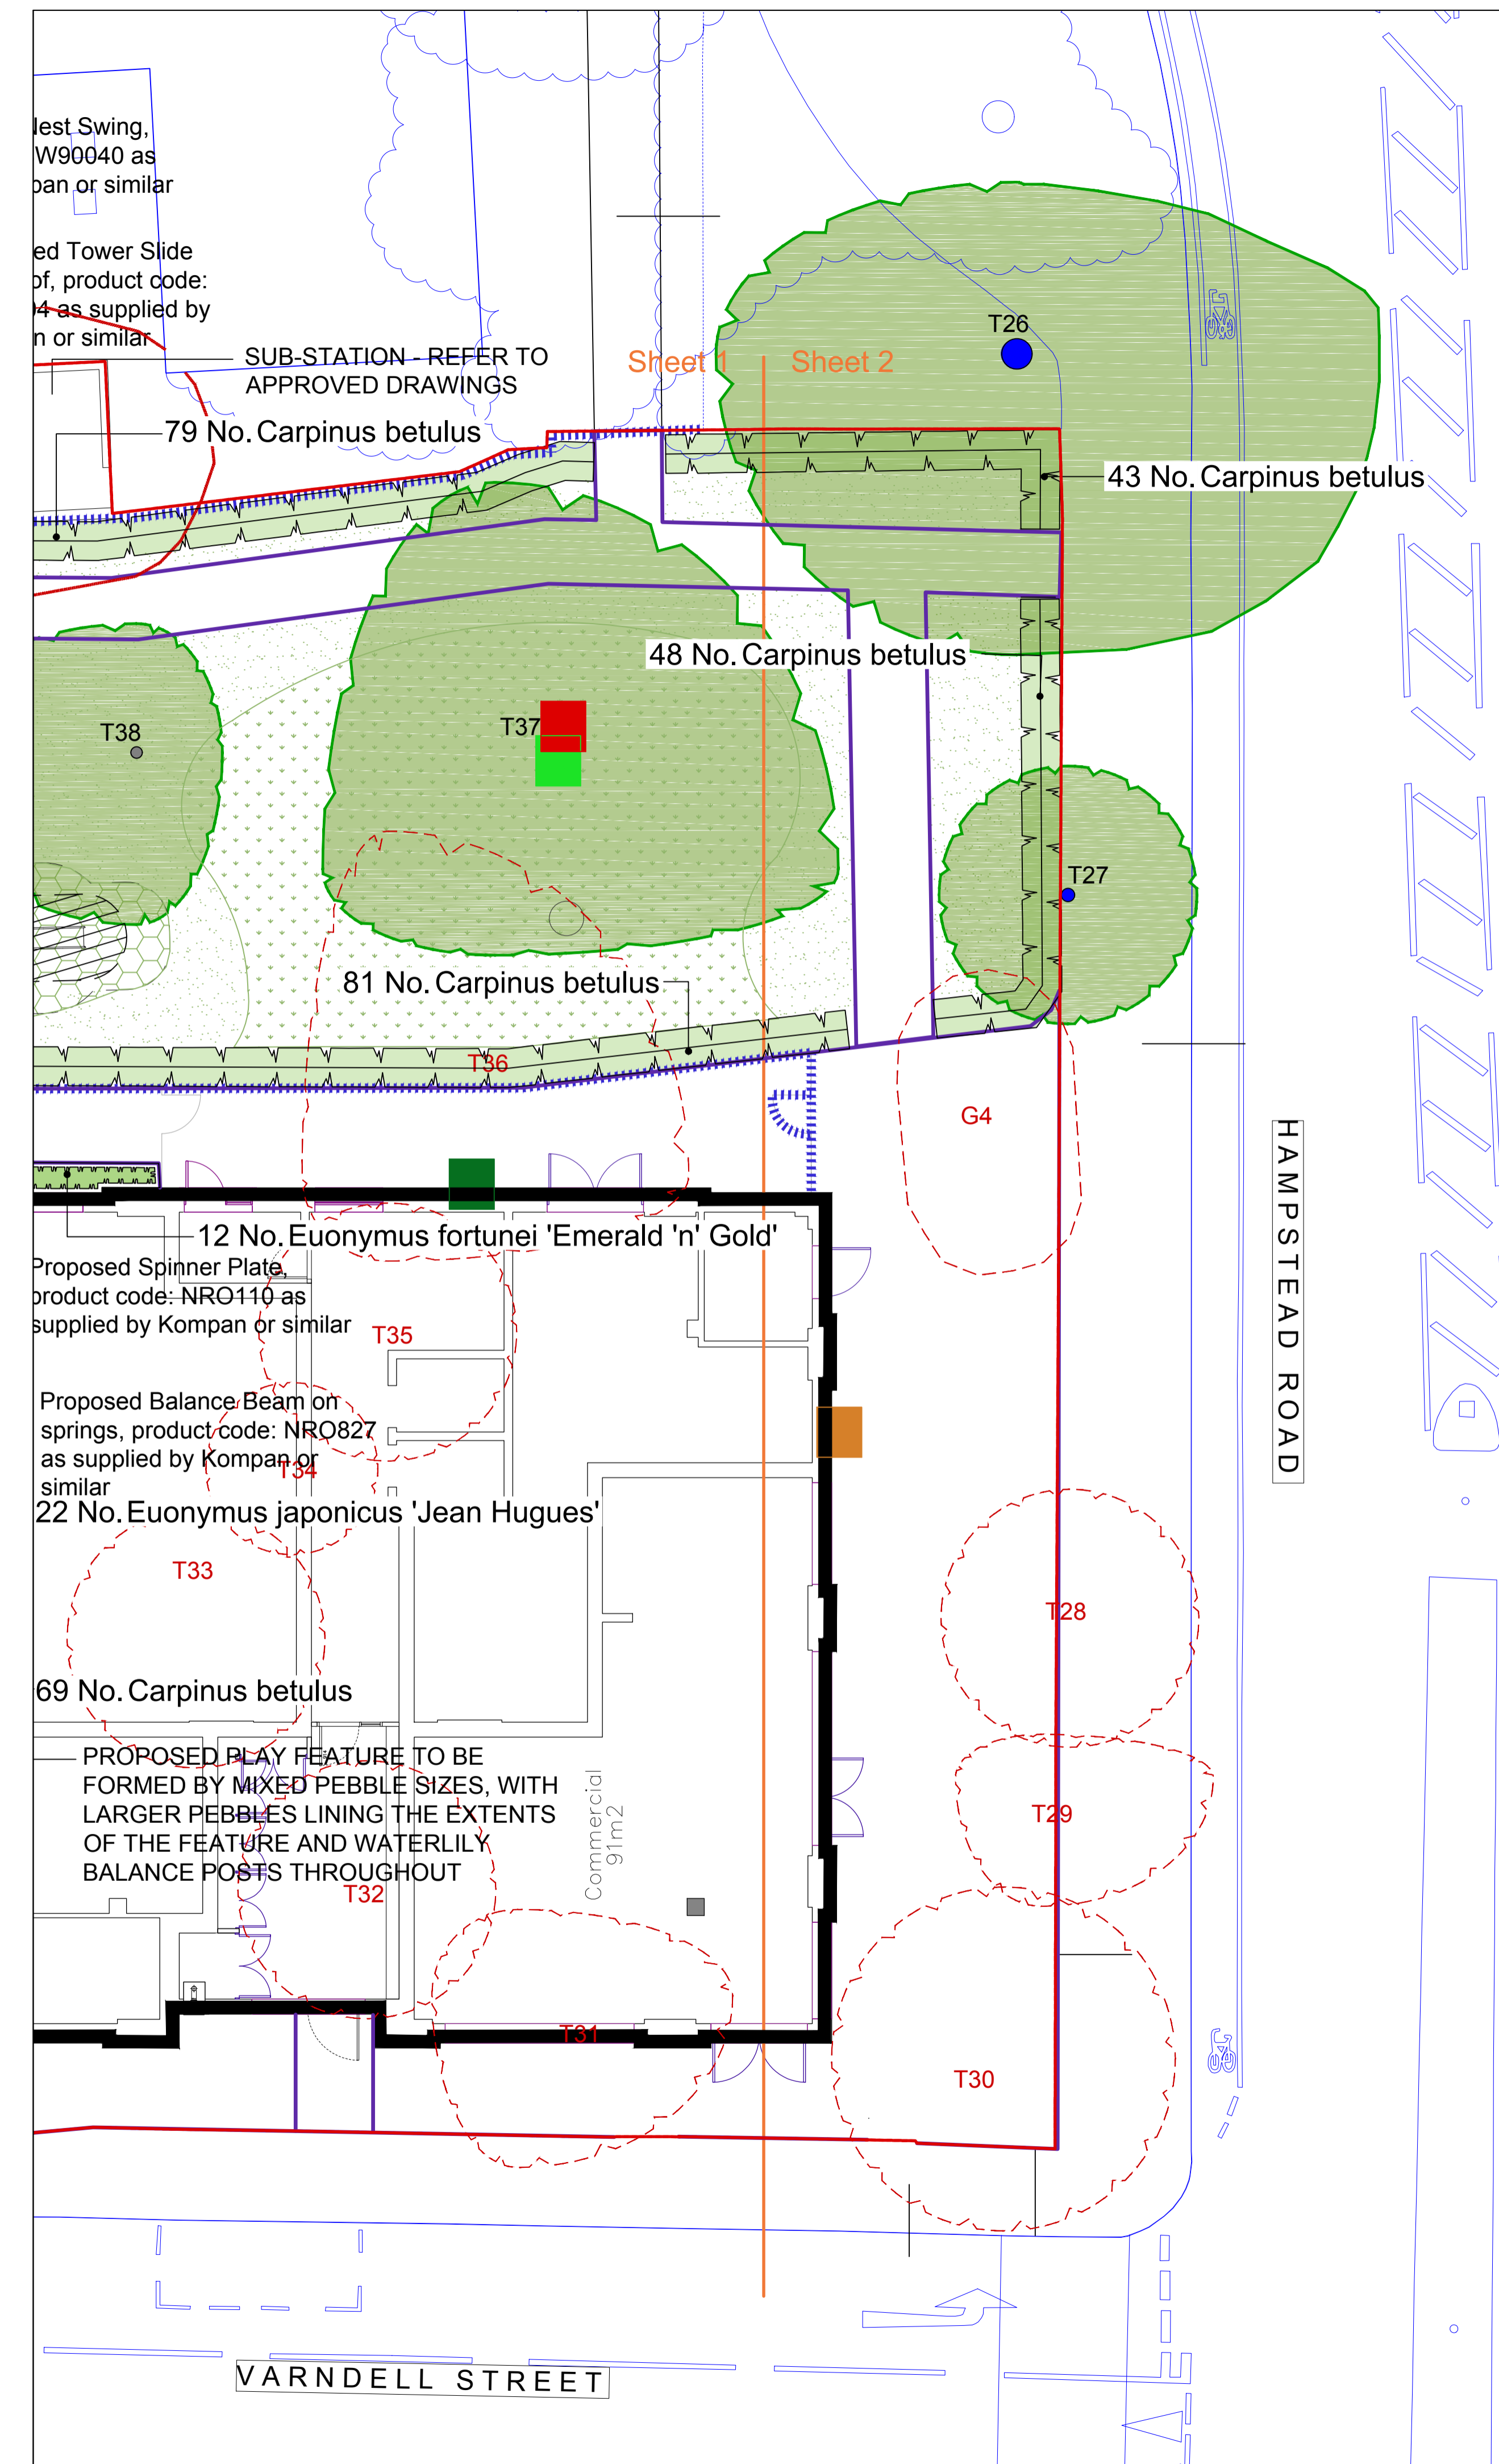 Nest Swing,
W90040 as
pan or similar
ed Tower Slide
of, product code:
04 as supplied by
n or similar
SUB-STATION - REFER TO
APPROVED DRAWINGS
Sheet 1
Sheet 2
T26
79 No. Carpinus betulus
43 No. Carpinus betulus
48 No. Carpinus betulus
T37
T38
T27
81 No. Carpinus betulus
T36
G4
HAMPSTEAD ROAD
12 No. Euonymus fortunei 'Emerald 'n' Gold'
Proposed Spinner Plate,
product code: NRO110 as
supplied by Kompan or similar
T35
Proposed Balance Beam on
springs, product code: NRO827
as supplied by Kompan or
similar
T34
22 No. Euonymus japonicus 'Jean Hugues'
T33
T28
69 No. Carpinus betulus
PROPOSED PLAY FEATURE TO BE
FORMED BY MIXED PEBBLE SIZES, WITH
LARGER PEBBLES LINING THE EXTENTS
OF THE FEATURE AND WATERLILY
BALANCE POSTS THROUGHOUT
Commercial
91m2
T29
T32
T31
T30
VARNDELL STREET